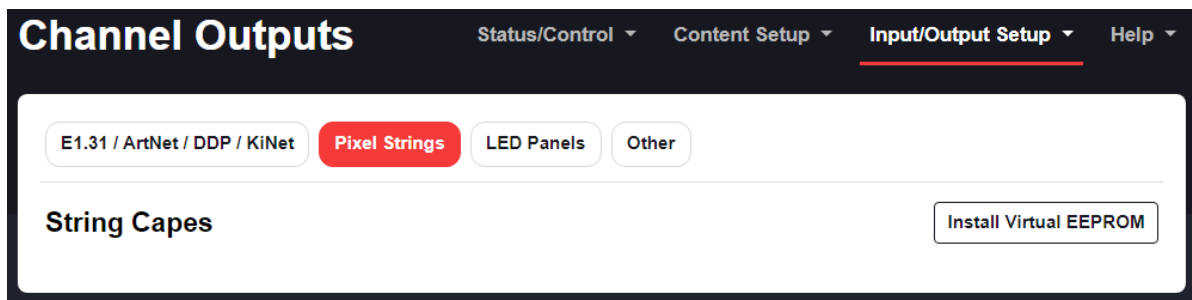 Channel Outputs Status/Control Content Setup Input/Output Setup Help
E1.31 / ArtNet / DDP / KiNet Pixel Strings LED Panels Other
String Capes Install Virtual EEPROM